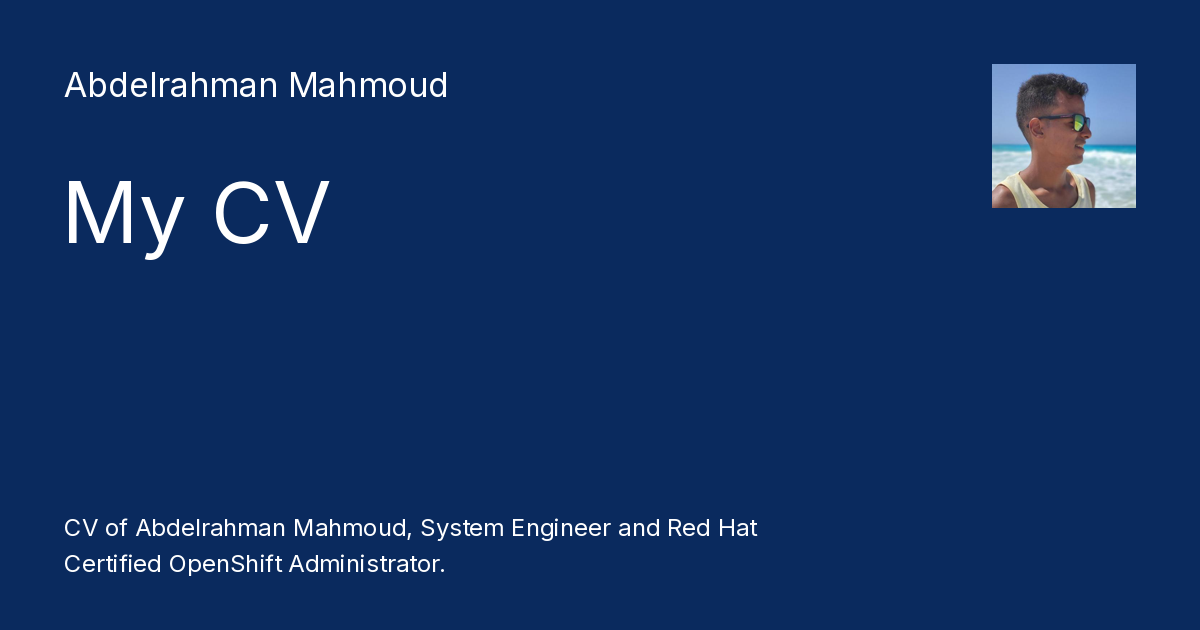 Abdelrahman Mahmoud
My CV
CV of Abdelrahman Mahmoud, System Engineer and Red Hat
Certified OpenShift Administrator.